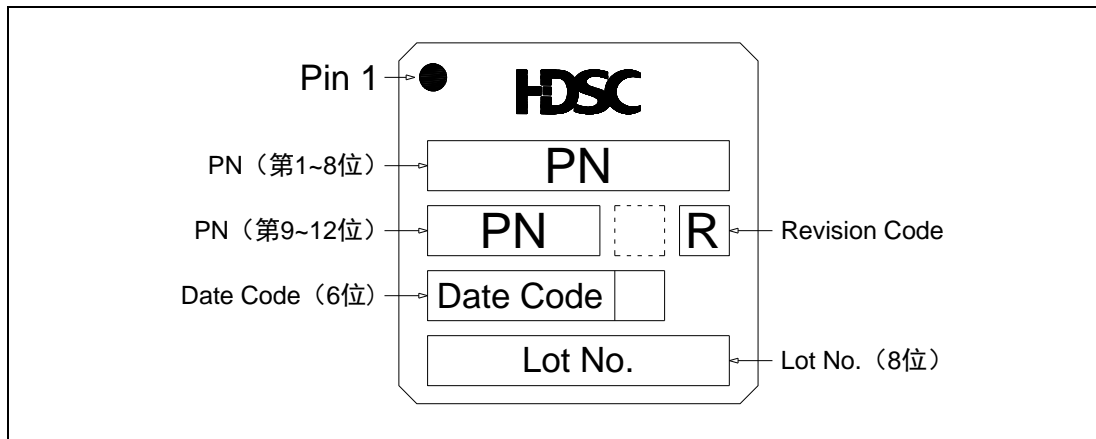 Pin 1
HDSC
PN（第1~8位）
PN
PN（第9~12位）
PN
R
Revision Code
Date Code（6位）
Date Code
Lot No.
Lot No.（8位）